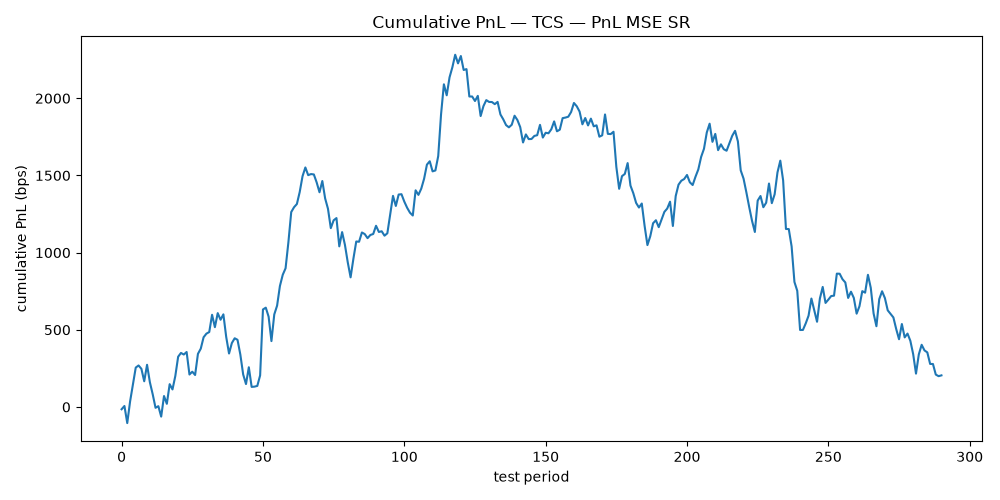 Cumulative PnL — TCS — PnL MSE SR
cumulative PnL (bps)
2000
1500
1000
500
0
0 50 100 150 200 250 300
test period